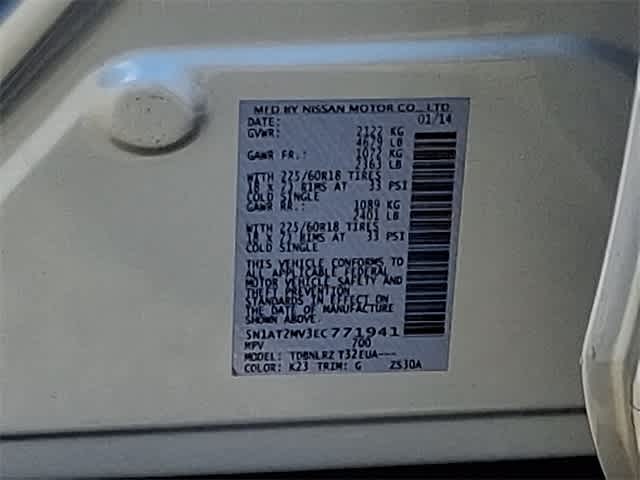 MFD BY NISSAN MOTOR CO., LTD.
DATE: 01/14
GVWR: 2122 KG
4679 LB
GAWR FR.: 1072 KG
2363 LB
WITH 225/60R18 TIRES
18 X 7J RIMS AT 33 PSI
COLD SINGLE
GAWR RR.: 1089 KG
2401 LB
WITH 225/60R18 TIRES
18 X 7J RIMS AT 33 PSI
COLD SINGLE
THIS VEHICLE CONFORMS TO
ALL APPLICABLE FEDERAL
MOTOR VEHICLE SAFETY AND
THEFT PREVENTION
STANDARDS IN EFFECT ON
THE DATE OF MANUFACTURE
SHOWN ABOVE.
5N1AT2MV3EC771941
MPV 700
MODEL: TDBNLRZ T32EUA---
COLOR: K23 TRIM: G 2S30A